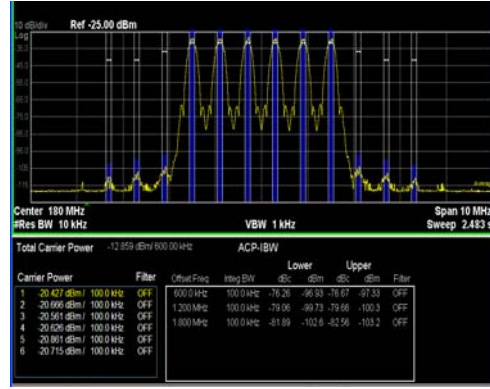 10 dB/div Ref -25.00 dBm
Log
Center 180 MHz Span 10 MHz
#Res BW 10 kHz VBW 1 kHz Sweep 2.483 s
Total Carrier Power -12.859 dBm/ 600.00 kHz ACP-IBW
Lower Upper
Carrier Power Filter Offset Freq Integ BW dBc dBm dBc dBm Filter
1 -20.427 dBm / 100.0 kHz OFF 600.0 kHz 100.0 kHz -76.26 -96.93 -76.67 -97.33 OFF
2 -20.666 dBm / 100.0 kHz OFF 1.200 MHz 100.0 kHz -79.06 -99.73 -79.66 -100.3 OFF
3 -20.561 dBm / 100.0 kHz OFF 1.800 MHz 100.0 kHz -81.89 -102.6 -82.56 -103.2 OFF
4 -20.626 dBm / 100.0 kHz OFF
5 -20.861 dBm / 100.0 kHz OFF
6 -20.715 dBm / 100.0 kHz OFF